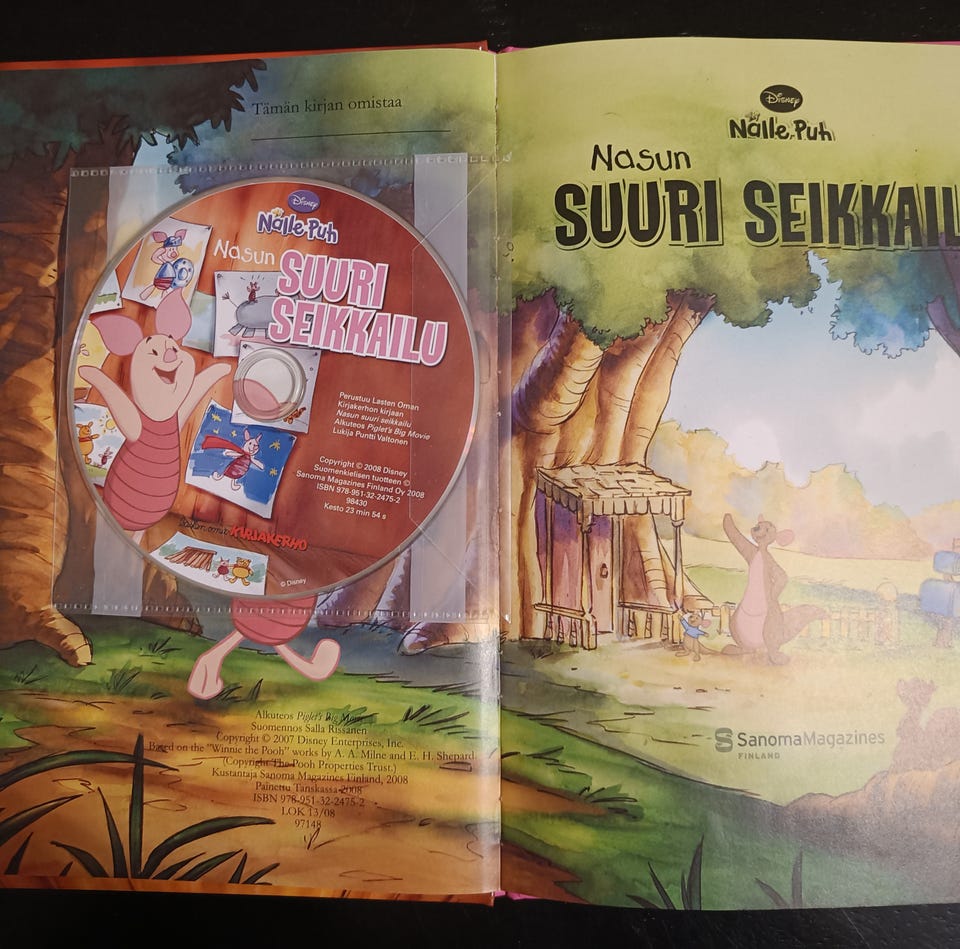 Tämän kirjan omistaa
Disney
Nalle Puh
Nasun
SUURI
SEIKKAILU
Perustuu Lasten Oman
Kirjakerhon kirjaan
Nasun suuri seikkailu
Alkuteos Piglet's Big Movie
Lukija Puntti Valtonen
Copyright © 2008 Disney
Suomenkielisen tuotteen ©
Sanoma Magazines Finland Oy 2008
ISBN 978-951-32-2475-2
98430
Kesto 23 min 54 s
Lasten oma KIRJAKERHO
© Disney
Alkuteos Piglet's Big Movie
Suomennos Salla Rissanen
Copyright © 2007 Disney Enterprises, Inc.
Based on the "Winnie the Pooh" works by A. A. Milne and E. H. Shepard
(Copyright The Pooh Properties Trust.)
Kustantaja Sanoma Magazines Finland, 2008
Painettu Tanskassa 2008
ISBN 978-951-32-2475-2
LOK 13/08
97148
Disney
Nalle Puh
Nasun
SUURI SEIKKAIL
SanomaMagazines
FINLAND